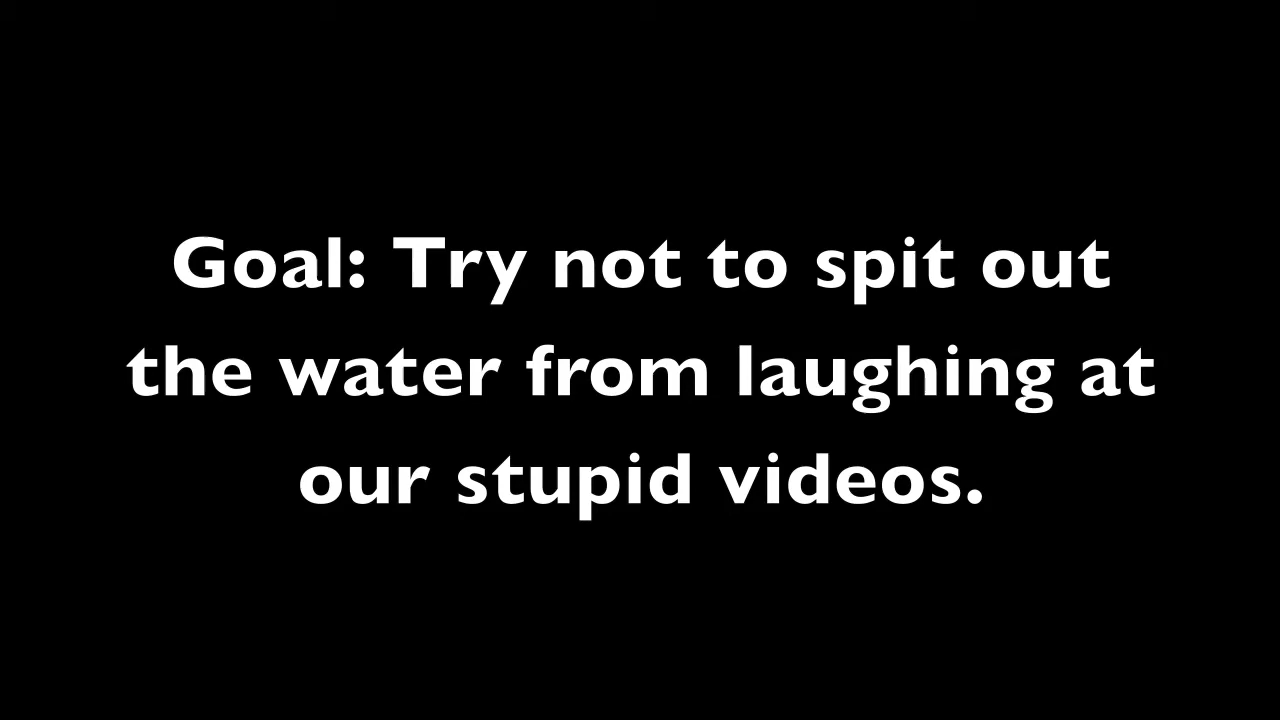 Goal: Try not to spit out
the water from laughing at
our stupid videos.